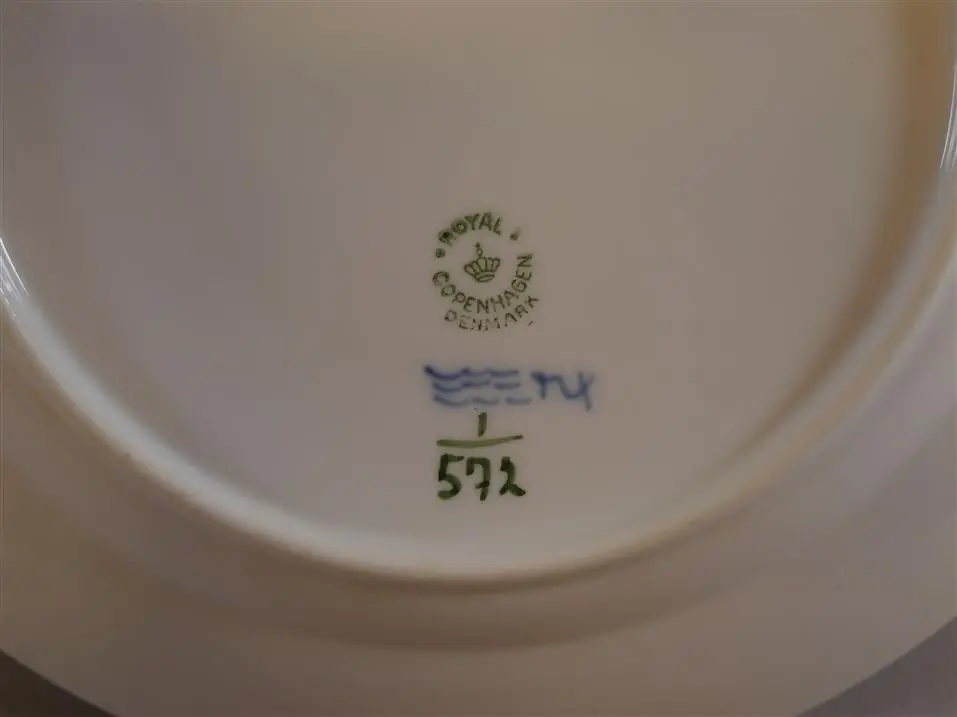 ROYAL
COPENHAGEN
DENMARK
1
572